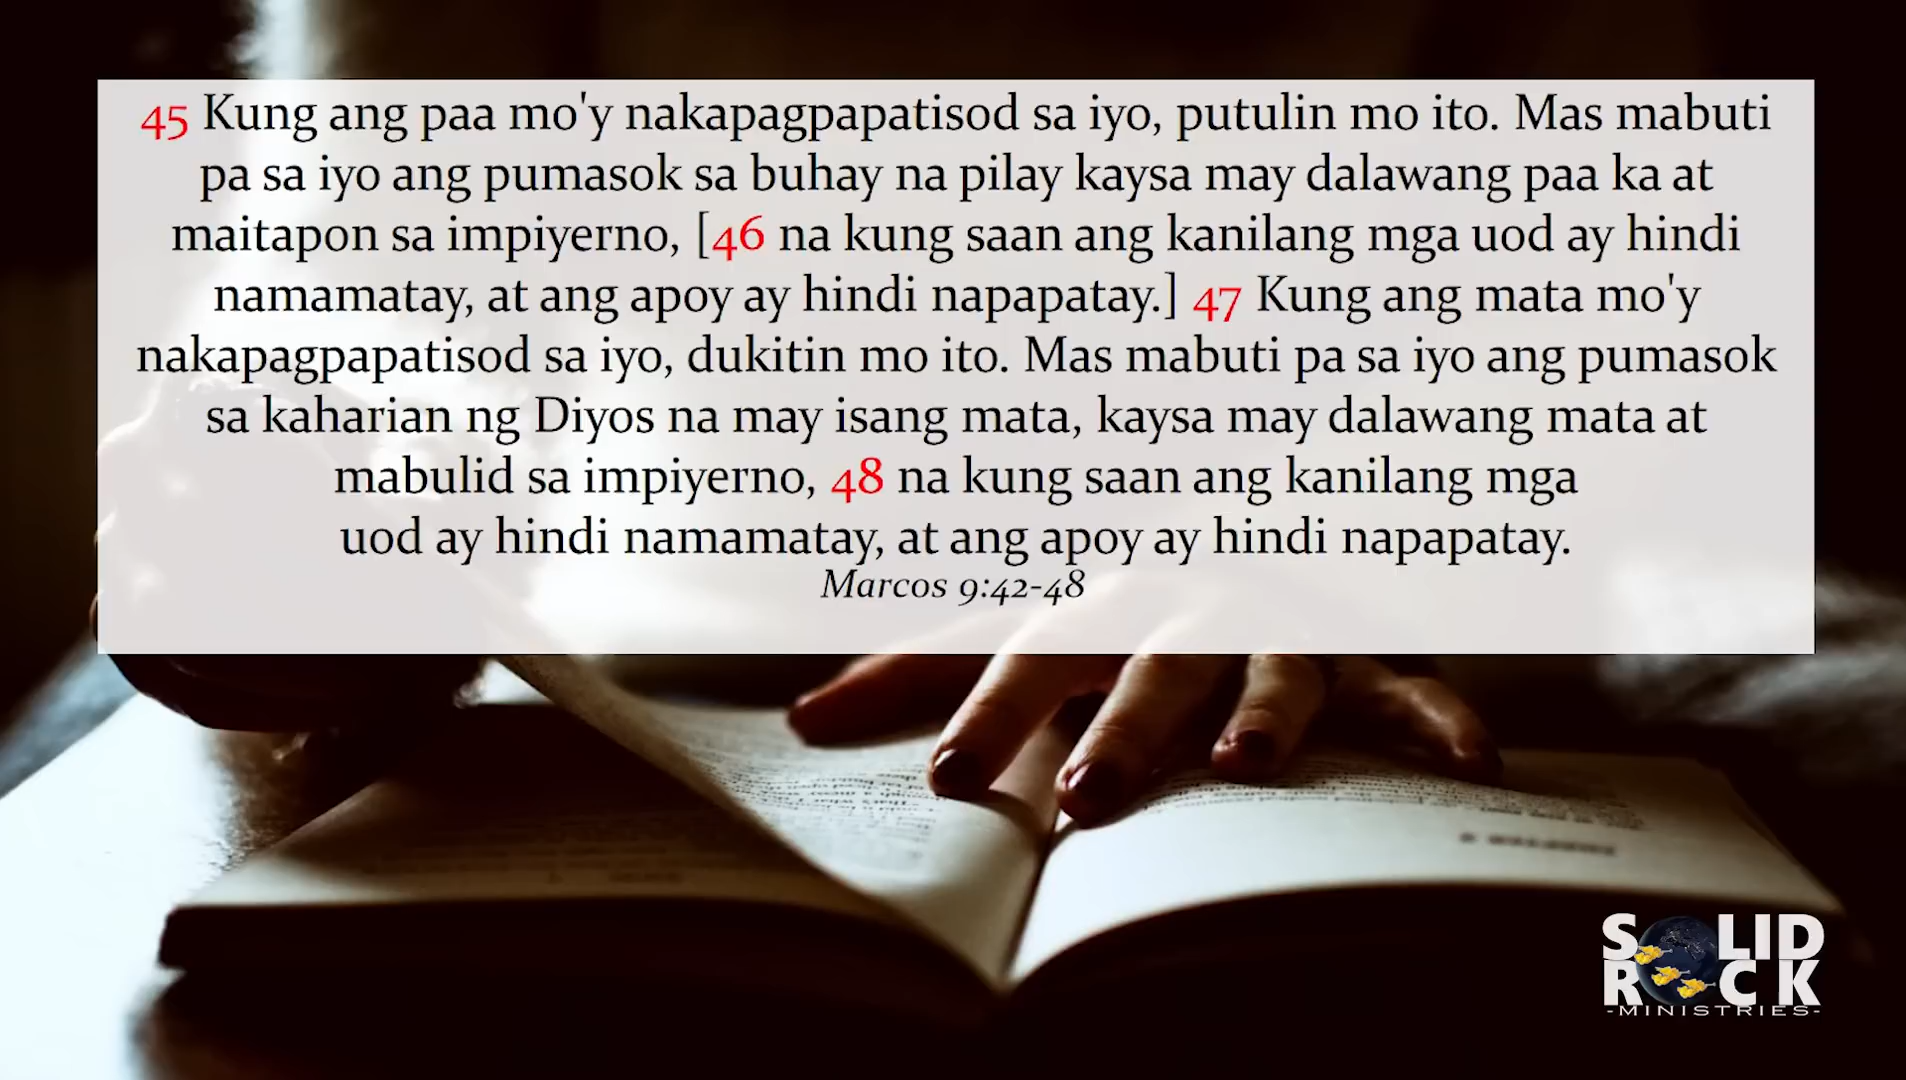 45 Kung ang paa mo'y nakapagpapatisod sa iyo, putulin mo ito. Mas mabuti
pa sa iyo ang pumasok sa buhay na pilay kaysa may dalawang paa ka at
maitapon sa impiyerno, [46 na kung saan ang kanilang mga uod ay hindi
namamatay, at ang apoy ay hindi napapatay.] 47 Kung ang mata mo'y
nakapagpapatisod sa iyo, dukitin mo ito. Mas mabuti pa sa iyo ang pumasok
sa kaharian ng Diyos na may isang mata, kaysa may dalawang mata at
mabulid sa impiyerno, 48 na kung saan ang kanilang mga
uod ay hindi namamatay, at ang apoy ay hindi napapatay.
Marcos 9:42-48
SOLID
ROCK
-MINISTRIES-